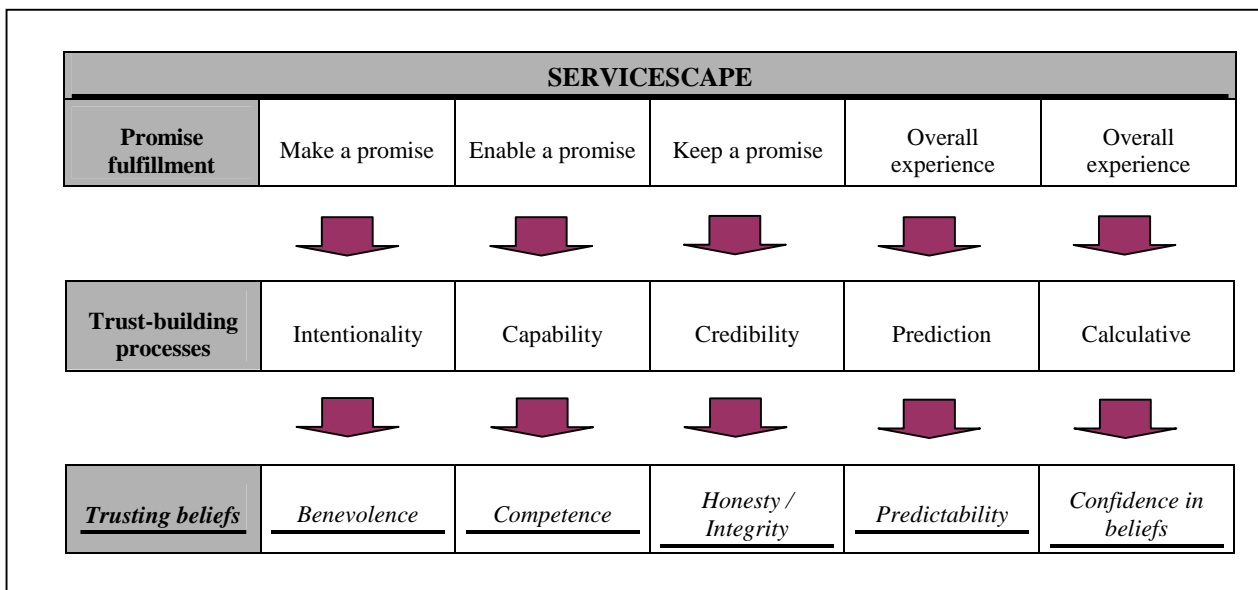 SERVICESCAPE
Promise
fulfillment
Make a promise
Enable a promise
Keep a promise
Overall
experience
Overall
experience
Trust-building
processes
Intentionality
Capability
Credibility
Prediction
Calculative
Trusting beliefs
Benevolence
Competence
Honesty /
Integrity
Predictability
Confidence in
beliefs